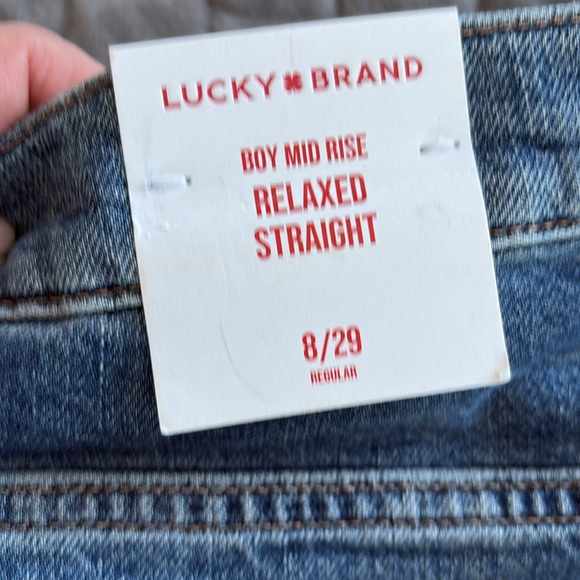 LUCKY BRAND
BOY MID RISE
RELAXED
STRAIGHT
8/29
REGULAR